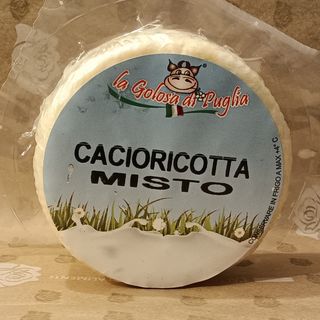 la Golosa di Puglia
CACIORICOTTA
MISTO
CONSERVARE IN FRIGO A MAX +4° C